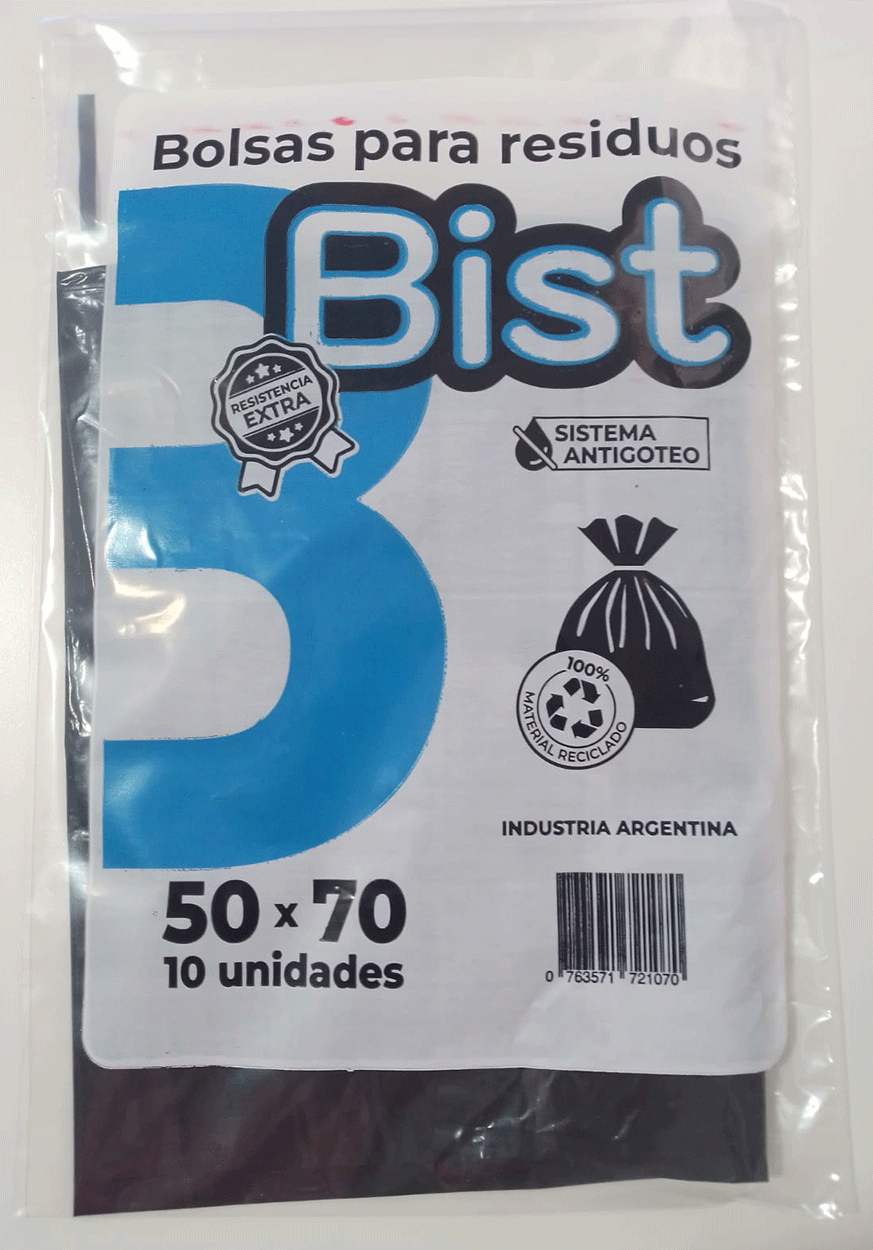 Bolsas para residuos
Bist
RESISTENCIA
EXTRA
SISTEMA
ANTIGOTEO
100%
MATERIAL RECICLADO
INDUSTRIA ARGENTINA
50 x 70
10 unidades
0 763571 721070